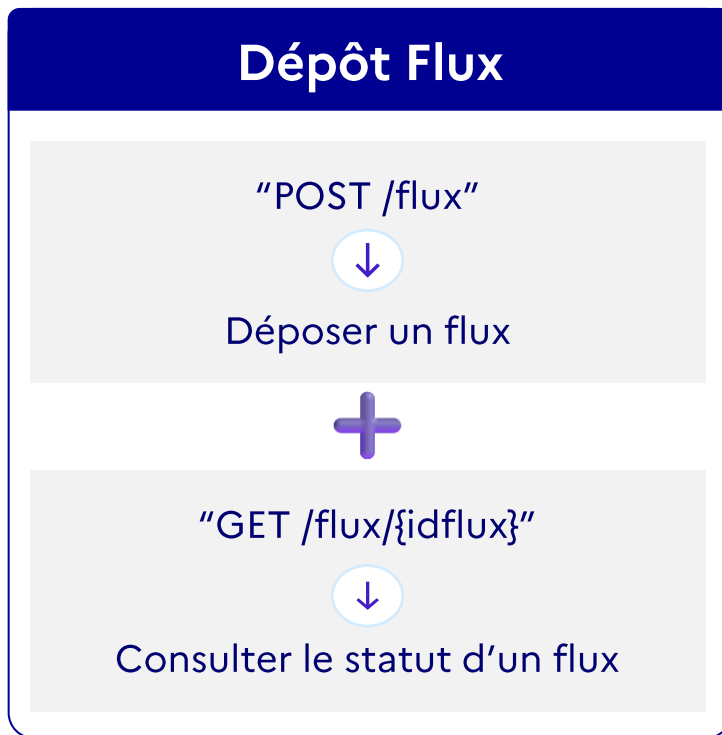 Dépôt Flux
“POST /flux”
Déposer un flux
“GET /flux/{idflux}”
Consulter le statut d’un flux